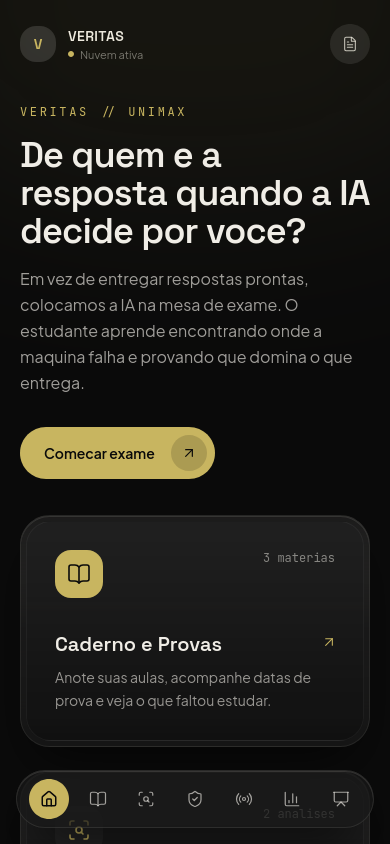 V
VERITAS
Nuvem ativa
VERITAS // UNIMAX
De quem e a
resposta quando a IA
decide por voce?
Em vez de entregar respostas prontas,
colocamos a IA na mesa de exame. O
estudante aprende encontrando onde a
maquina falha e provando que domina o que
entrega.
Comecar exame
3 materias
Caderno e Provas
Anote suas aulas, acompanhe datas de
prova e veja o que faltou estudar.
2 analises